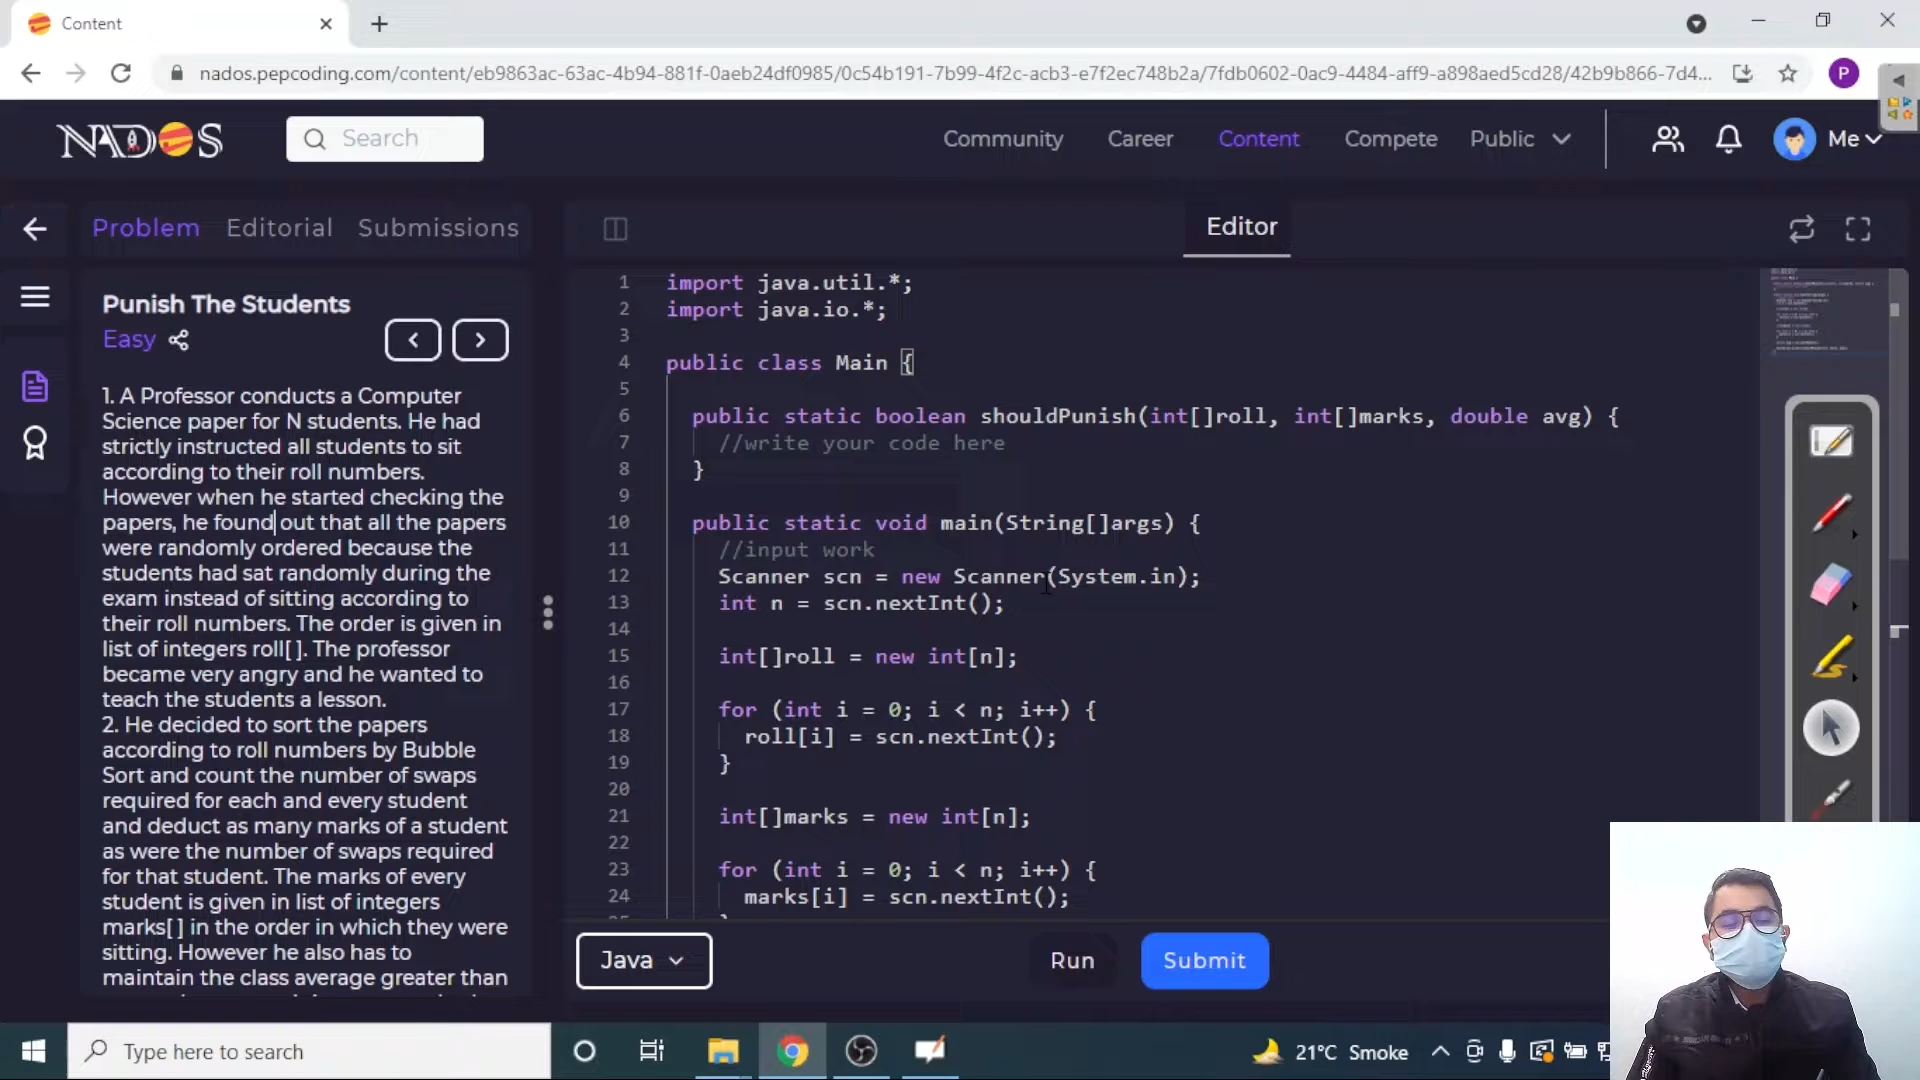 Content
nados.pepcoding.com/content/eb9863ac-63ac-4b94-881f-0aeb24df0985/0c54b191-7b99-4f2c-acb3-e7f2ec748b2a/7fdb0602-0ac9-4484-aff9-a898aed5cd28/42b9b866-7d4...
P
NADOS
Search
Community
Career
Content
Compete
Public
Me
Problem
Editorial
Submissions
Editor
Punish The Students
Easy
1. A Professor conducts a Computer
Science paper for N students. He had
strictly instructed all students to sit
according to their roll numbers.
However when he started checking the
papers, he found out that all the papers
were randomly ordered because the
students had sat randomly during the
exam instead of sitting according to
their roll numbers. The order is given in
list of integers roll[ ]. The professor
became very angry and he wanted to
teach the students a lesson.
2. He decided to sort the papers
according to roll numbers by Bubble
Sort and count the number of swaps
required for each and every student
and deduct as many marks of a student
as were the number of swaps required
for that student. The marks of every
student is given in list of integers
marks[ ] in the order in which they were
sitting. However he also has to
maintain the class average greater than
1 import java.util.*;
2 import java.io.*;
3
4 public class Main {
5
6 public static boolean shouldPunish(int[]roll, int[]marks, double avg) {
7 //write your code here
8 }
9
10 public static void main(String[]args) {
11 //input work
12 Scanner scn = new Scanner(System.in);
13 int n = scn.nextInt();
14
15 int[]roll = new int[n];
16
17 for (int i = 0; i < n; i++) {
18 roll[i] = scn.nextInt();
19 }
20
21 int[]marks = new int[n];
22
23 for (int i = 0; i < n; i++) {
24 marks[i] = scn.nextInt();
Java
Run
Submit
Type here to search
21°C Smoke